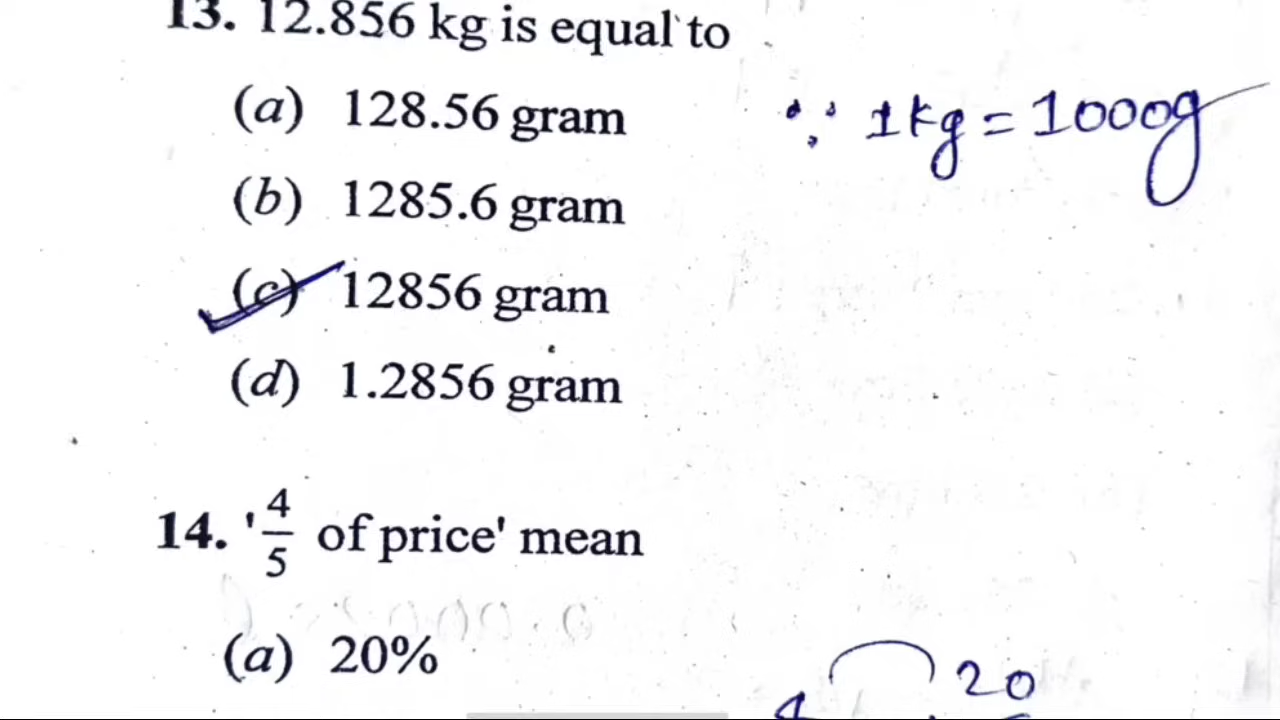 13. 12.856 kg is equal to
(a) 128.56 gram
∵ 1kg = 1000g
(b) 1285.6 gram
(c) 12856 gram
(d) 1.2856 gram
14. '4/5 of price' mean
(a) 20%
4 20